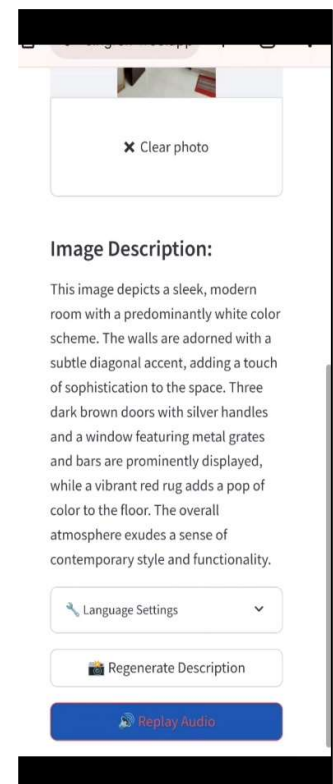 ✖ Clear photo
Image Description:
This image depicts a sleek, modern
room with a predominantly white color
scheme. The walls are adorned with a
subtle diagonal accent, adding a touch
of sophistication to the space. Three
dark brown doors with silver handles
and a window featuring metal grates
and bars are prominently displayed,
while a vibrant red rug adds a pop of
color to the floor. The overall
atmosphere exudes a sense of
contemporary style and functionality.
Language Settings
Regenerate Description
Replay Audio